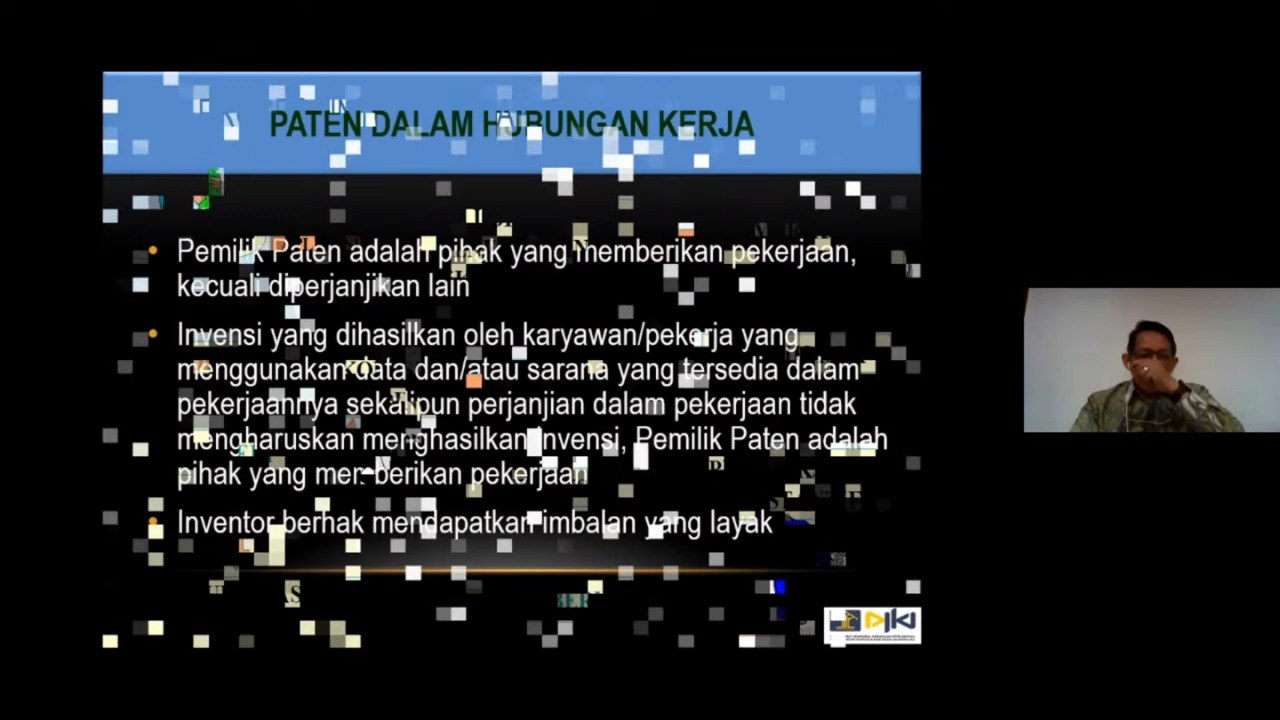 PATEN DALAM HUBUNGAN KERJA
• Pemilik Paten adalah pihak yang memberikan pekerjaan,
kecuali diperjanjikan lain
• Invensi yang dihasilkan oleh karyawan/pekerja yang
menggunakan data dan/atau sarana yang tersedia dalam
pekerjaannya sekalipun perjanjian dalam pekerjaan tidak
mengharuskan menghasilkan invensi, Pemilik Paten adalah
pihak yang memberikan pekerjaan
• Inventor berhak mendapatkan imbalan yang layak
DJKI